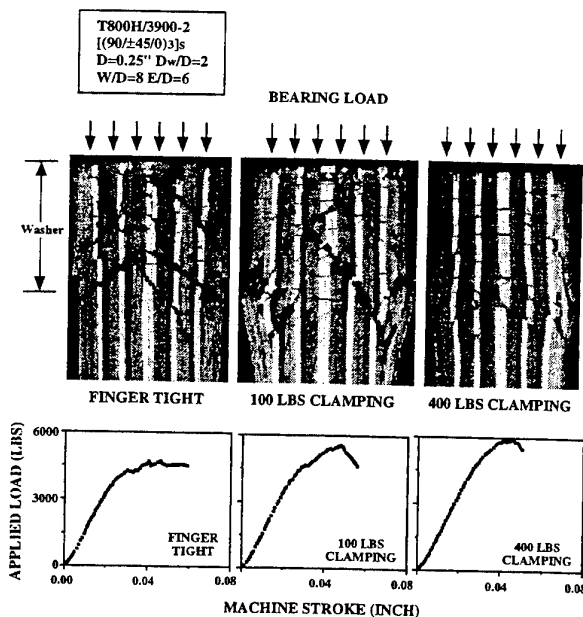 T800H/3900-2
[(90/±45/0)3]s
D=0.25" Dw/D=2
W/D=8 E/D=6
BEARING LOAD
Washer
FINGER TIGHT
100 LBS CLAMPING
400 LBS CLAMPING
APPLIED LOAD (LBS)
6000
3000
0
FINGER
TIGHT
100 LBS
CLAMPING
400 LBS
CLAMPING
0.00
0.04
0.08
0.04
0.08
0.04
0.08
MACHINE STROKE (INCH)